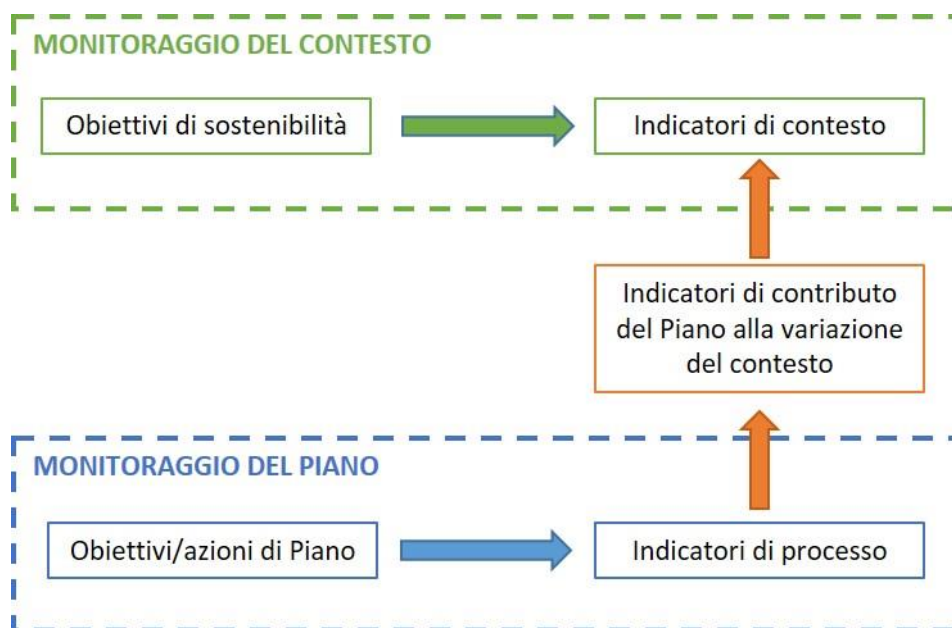 MONITORAGGIO DEL CONTESTO
Obiettivi di sostenibilità
Indicatori di contesto
Indicatori di contributo
del Piano alla variazione
del contesto
MONITORAGGIO DEL PIANO
Obiettivi/azioni di Piano
Indicatori di processo